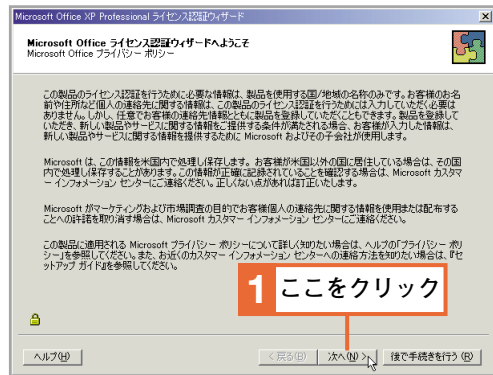 Microsoft Office XP Professional ライセンス認証ウィザード
Microsoft Office ライセンス認証ウィザードへようこそ
Microsoft Office プライバシー ポリシー
この製品のライセンス認証を行うために必要な情報は、製品を使用する国/地域の名称のみです。お客様のお名
前や住所など個人の連絡先に関する情報は、この製品のライセンス認証を行うためには入力していただく必要は
ありません。しかし、任意でお客様の連絡先情報とともに製品を登録していただくこともできます。製品を登録して
いただき、新しい製品やサービスに関する情報をご提供する条件が満たされる場合、お客様が入力した情報は、
新しい製品やサービスに関する情報を提供するために Microsoft およびその子会社が使用します。
Microsoft は、この情報を米国内で処理し保存します。お客様が米国以外の国に居住している場合は、その国
内で処理し保存することがあります。この情報が正確に記録されていることを確認する場合は、Microsoft カスタマ
ー インフォメーション センターにご連絡ください。正しくない点があれば訂正いたします。
Microsoft がマーケティングおよび市場調査の目的でお客様個人の連絡先に関する情報を使用または配布する
ことへの許諾を取り消す場合は、Microsoft カスタマー インフォメーション センターにご連絡ください。
この製品に適用される Microsoft プライバシー ポリシーについて詳しく知りたい場合は、ヘルプの「プライバシー ポリ
シー」を参照してください。また、お近くのカスタマー インフォメーション センターへの連絡方法を知りたい場合は、『セ
ットアップ ガイド』を参照してください。
1 ここをクリック
ヘルプ(H)
< 戻る(B) 次へ(N) > 後で手続きを行う (R)